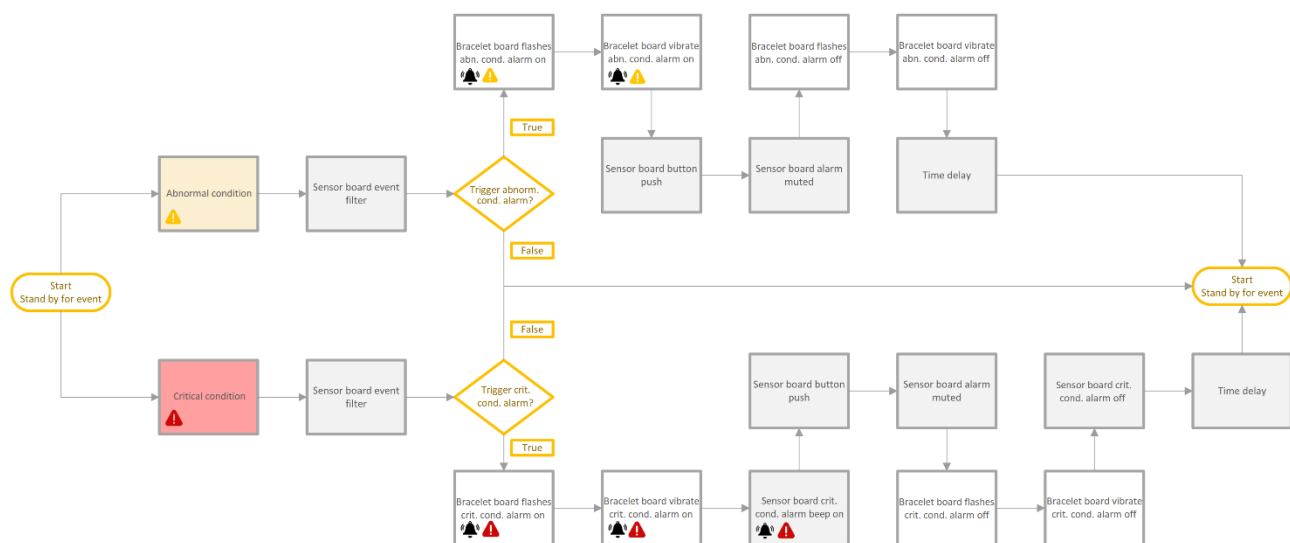 Bracelet board flashes
abn. cond. alarm on
Bracelet board vibrate
abn. cond. alarm on
Bracelet board flashes
abn. cond. alarm off
Bracelet board vibrate
abn. cond. alarm off
True
Abnormal condition
Sensor board event
filter
Trigger abnorm.
cond. alarm?
Sensor board button
push
Sensor board alarm
muted
Time delay
False
Start
Stand by for event
Start
Stand by for event
False
Critical condition
Sensor board event
filter
Trigger crit.
cond. alarm?
Sensor board button
push
Sensor board alarm
muted
Sensor board crit.
cond. alarm off
Time delay
True
Bracelet board flashes
crit. cond. alarm on
Bracelet board vibrate
crit. cond. alarm on
Sensor board crit.
cond. alarm beep on
Bracelet board flashes
crit. cond. alarm off
Bracelet board vibrate
crit. cond. alarm off